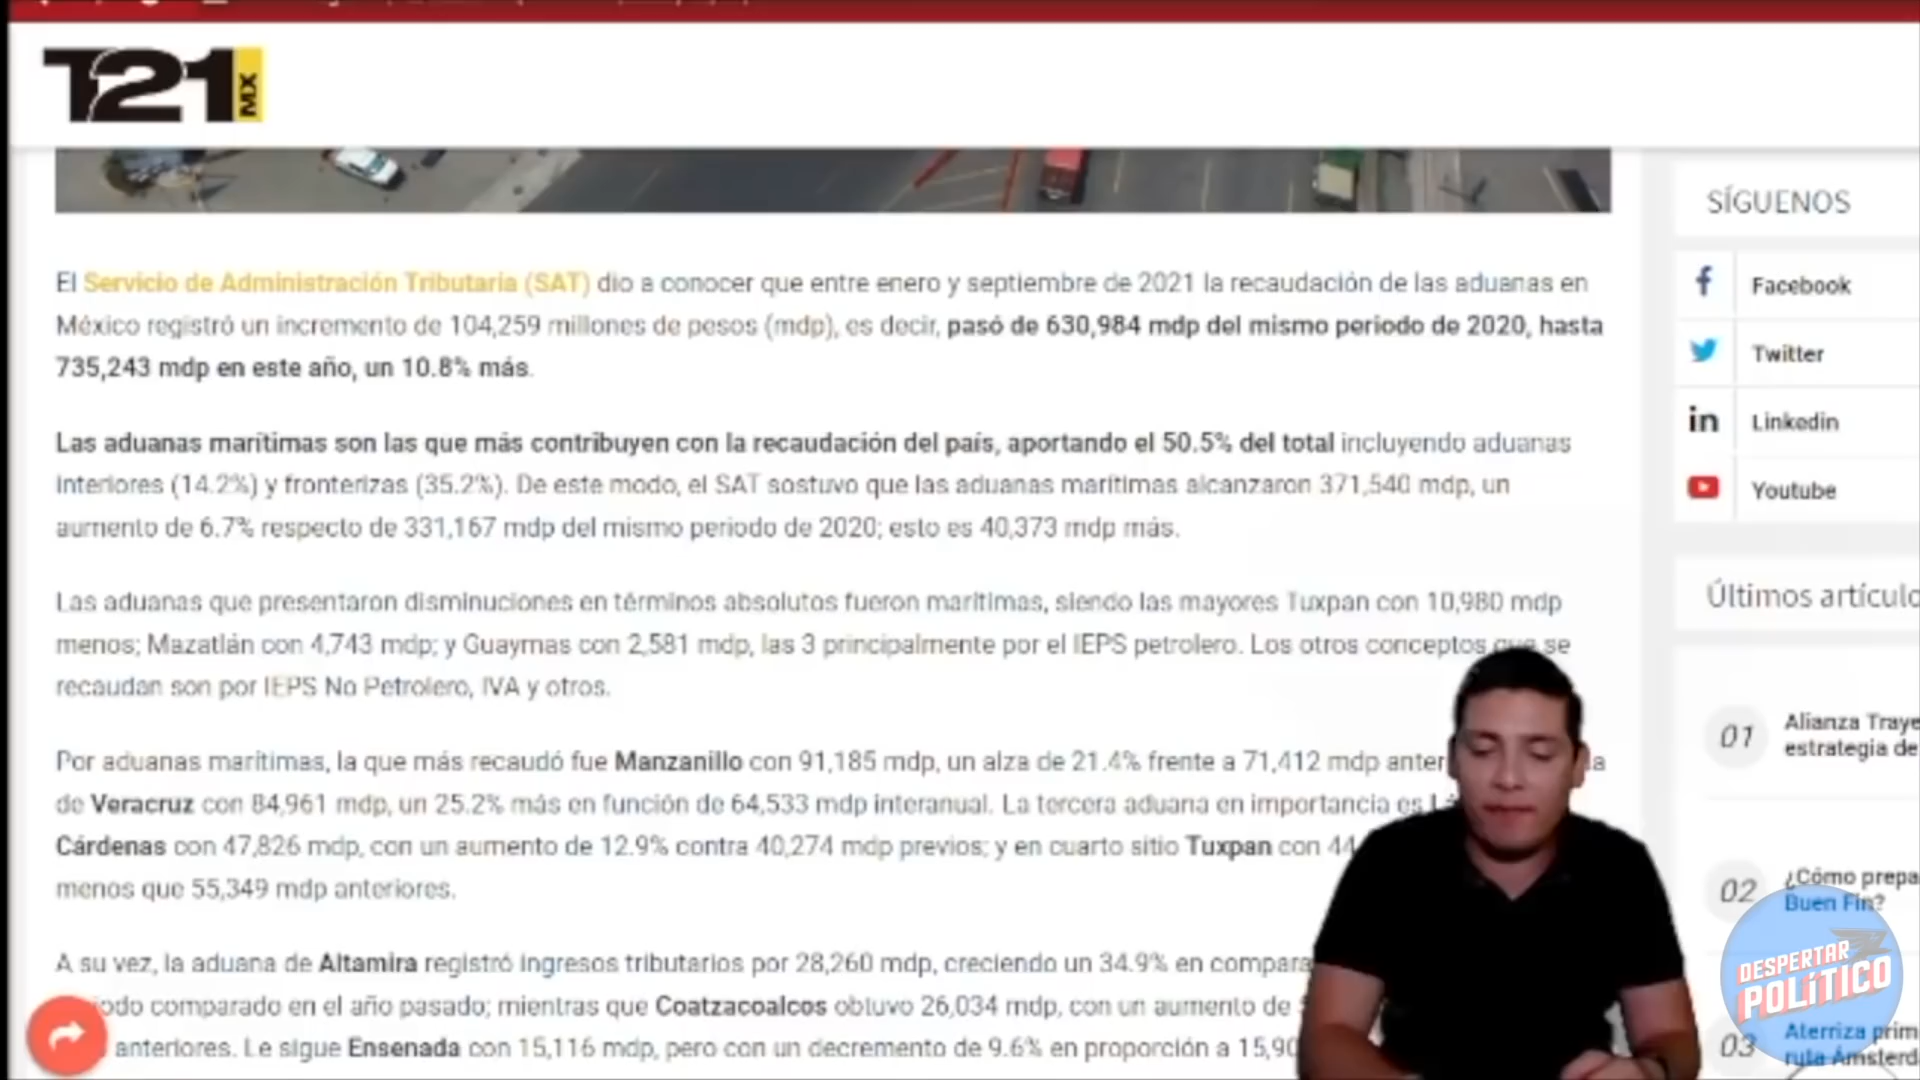 T21 MX
El Servicio de Administración Tributaria (SAT) dio a conocer que entre enero y septiembre de 2021 la recaudación de las aduanas en
México registró un incremento de 104,259 millones de pesos (mdp), es decir, pasó de 630,984 mdp del mismo periodo de 2020, hasta
735,243 mdp en este año, un 10.8% más.
Las aduanas marítimas son las que más contribuyen con la recaudación del país, aportando el 50.5% del total incluyendo aduanas
interiores (14.2%) y fronterizas (35.2%). De este modo, el SAT sostuvo que las aduanas marítimas alcanzaron 371,540 mdp, un
aumento de 6.7% respecto de 331,167 mdp del mismo periodo de 2020; esto es 40,373 mdp más.
Las aduanas que presentaron disminuciones en términos absolutos fueron marítimas, siendo las mayores Tuxpan con 10,980 mdp
menos; Mazatlán con 4,743 mdp; y Guaymas con 2,581 mdp, las 3 principalmente por el IEPS petrolero. Los otros conceptos que se
recaudan son por IEPS No Petrolero, IVA y otros.
Por aduanas marítimas, la que más recaudó fue Manzanillo con 91,185 mdp, un alza de 21.4% frente a 71,412 mdp
de Veracruz con 84,961 mdp, un 25.2% más en función de 64,533 mdp interanual. La tercera aduana en importancia es
Cárdenas con 47,826 mdp, con un aumento de 12.9% contra 40,274 mdp previos; y en cuarto sitio Tuxpan con 44
menos que 55,349 mdp anteriores.
A su vez, la aduana de Altamira registró ingresos tributarios por 28,260 mdp, creciendo un 34.9% en
comparado en el año pasado; mientras que Coatzacoalcos obtuvo 26,034 mdp, con un aumento de
anteriores. Le sigue Ensenada con 15,116 mdp, pero con un decremento de 9.6% en proporción a 15,90
SÍGUENOS
Facebook
Twitter
in Linkedin
Youtube
Últimos artículo
01 Alianza Traye
estrategia de
02 ¿Cómo prepa
Buen Fin?
03 Aterriza prim
ruta Ámsterd
DESPERTAR
POLÍTICO